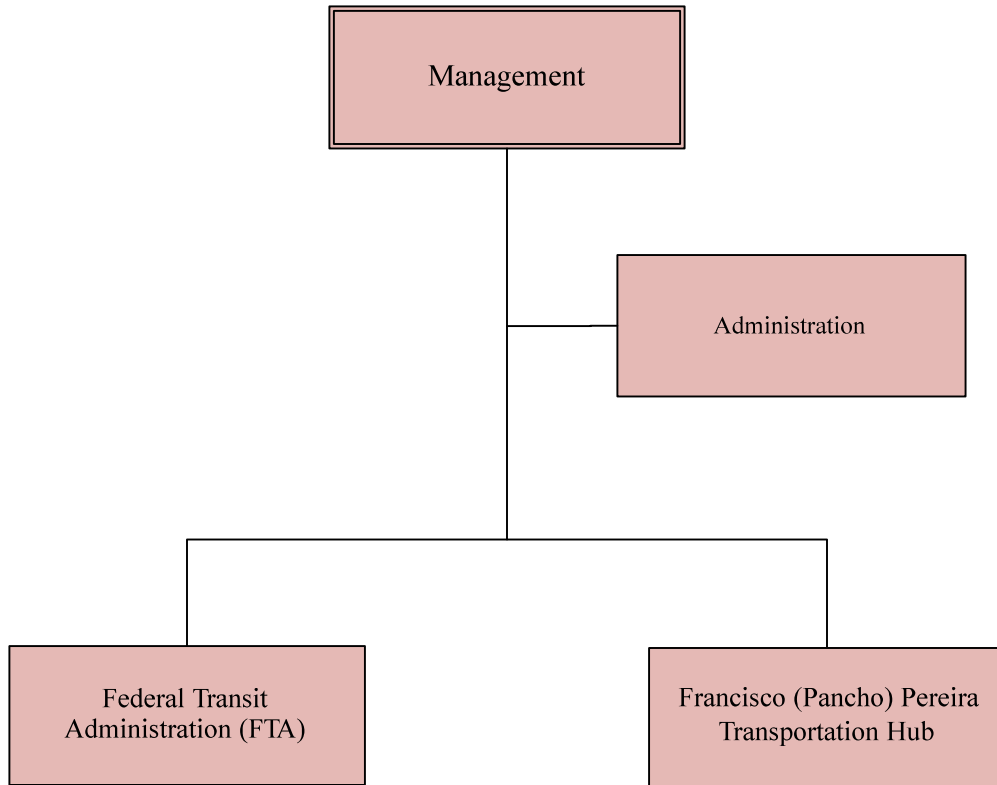 Management
Administration
Federal Transit
Administration (FTA)
Francisco (Pancho) Pereira
Transportation Hub